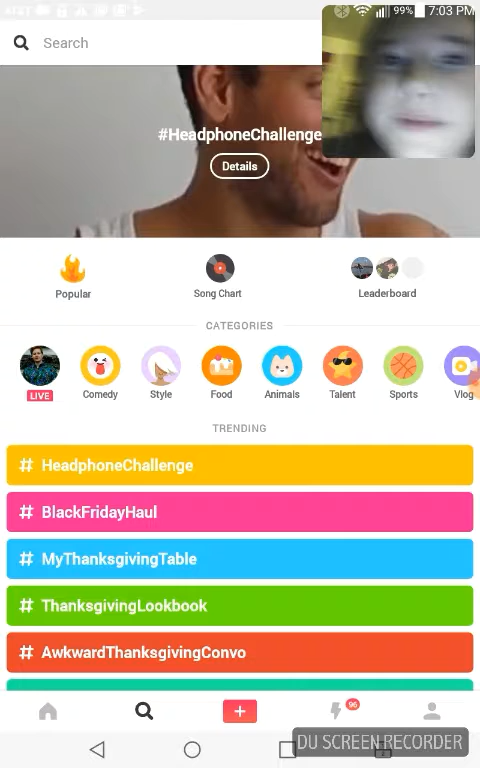 AT&T
99%
7:03 PM
Search
#HeadphoneChallenge
Details
Popular
Song Chart
Leaderboard
CATEGORIES
LIVE
Comedy
Style
Food
Animals
Talent
Sports
Vlog
TRENDING
# HeadphoneChallenge
# BlackFridayHaul
# MyThanksgivingTable
# ThanksgivingLookbook
# AwkwardThanksgivingConvo
96
DU SCREEN RECORDER